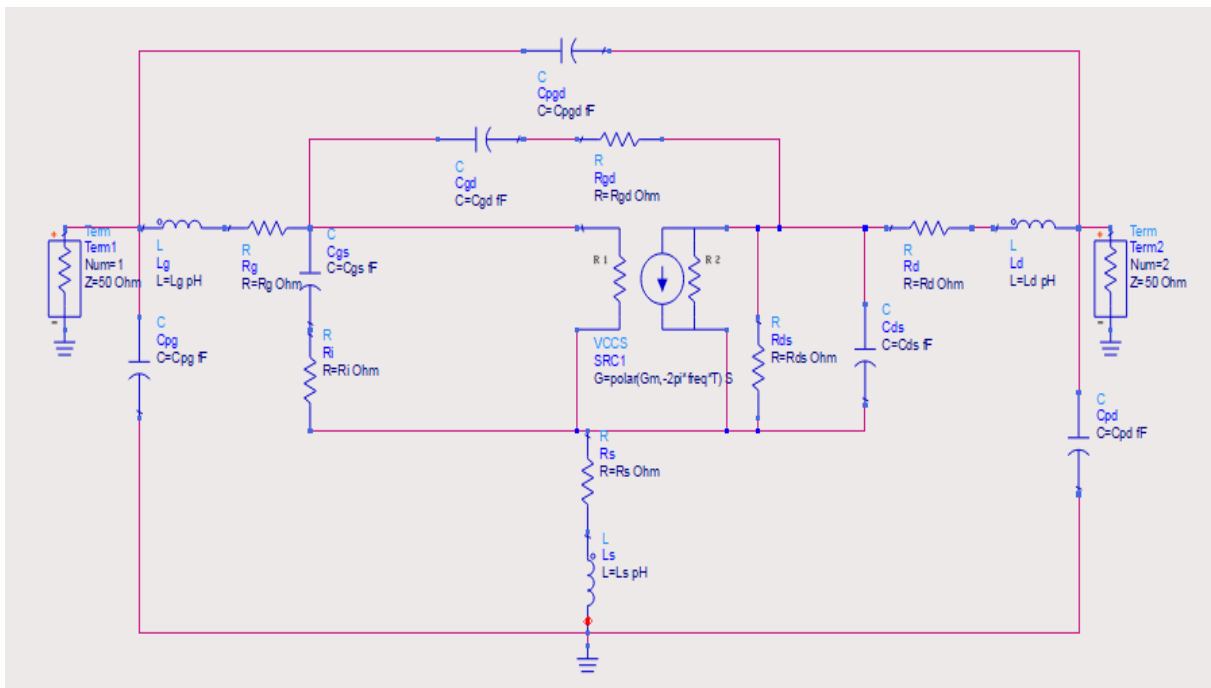 C
Cpgd
C=Cpgd fF
C
Cgd
C=Cgd fF
R
Rgd
R=Rgd Ohm
Term
Term1
Num=1
Z=50 Ohm
L
Lg
L=Lg pH
R
Rg
R=Rg Ohm
C
Cgs
C=Cgs fF
R1
R2
R
Rd
R=Rd Ohm
L
Ld
L=Ld pH
Term
Term2
Num=2
Z=50 Ohm
C
Cpg
C=Cpg fF
R
Ri
R=Ri Ohm
VCCS
SRC1
G=polar(Gm,-2pi*freq*T) S
R
Rds
R=Rds Ohm
C
Cds
C=Cds fF
C
Cpd
C=Cpd fF
R
Rs
R=Rs Ohm
L
Ls
L=Ls pH